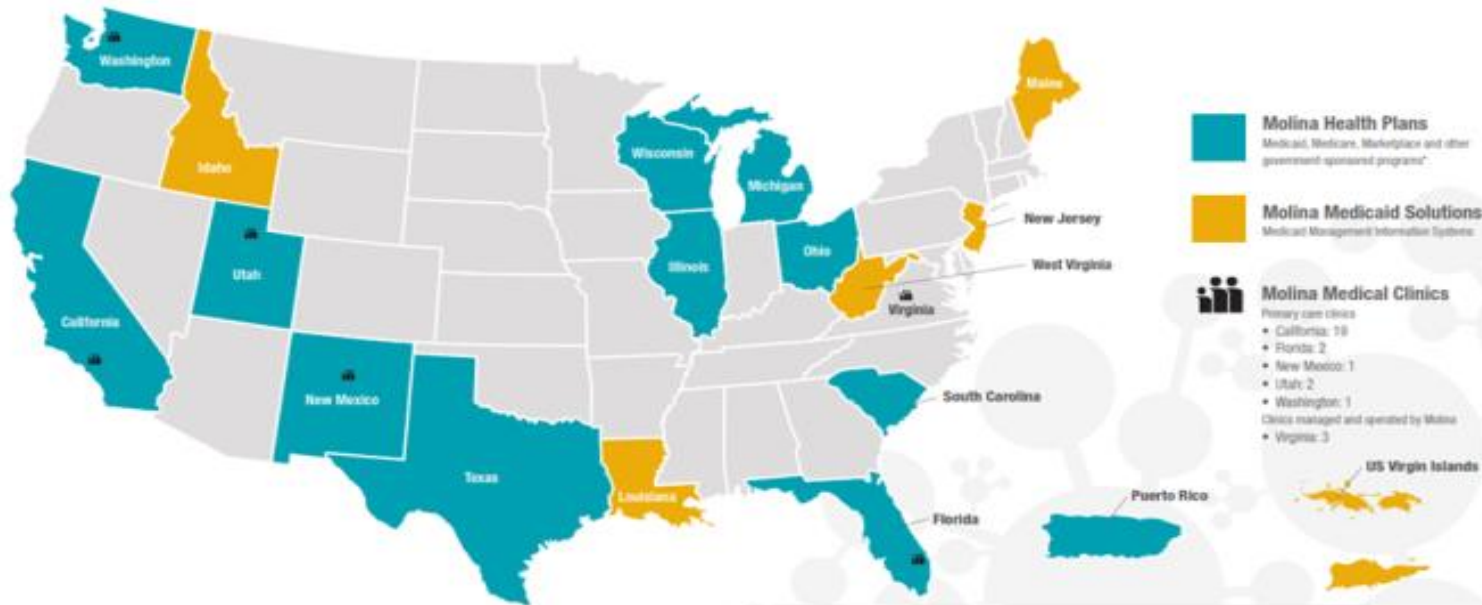 Washington
Idaho
Utah
California
New Mexico
Texas
Louisiana
Wisconsin
Michigan
Illinois
Ohio
Maine
New Jersey
West Virginia
Virginia
South Carolina
Florida
Puerto Rico
US Virgin Islands
Molina Health Plans
Medicaid, Medicare, Marketplace and other
government-sponsored programs*
Molina Medicaid Solutions
Medicaid Management Information Systems
Molina Medical Clinics
Primary care clinics
• California:
• Florida: 2
• New Mexico: 1
• Utah: 2
• Washington: 1
Clinics managed and operated by Molina
• Virginia: 3